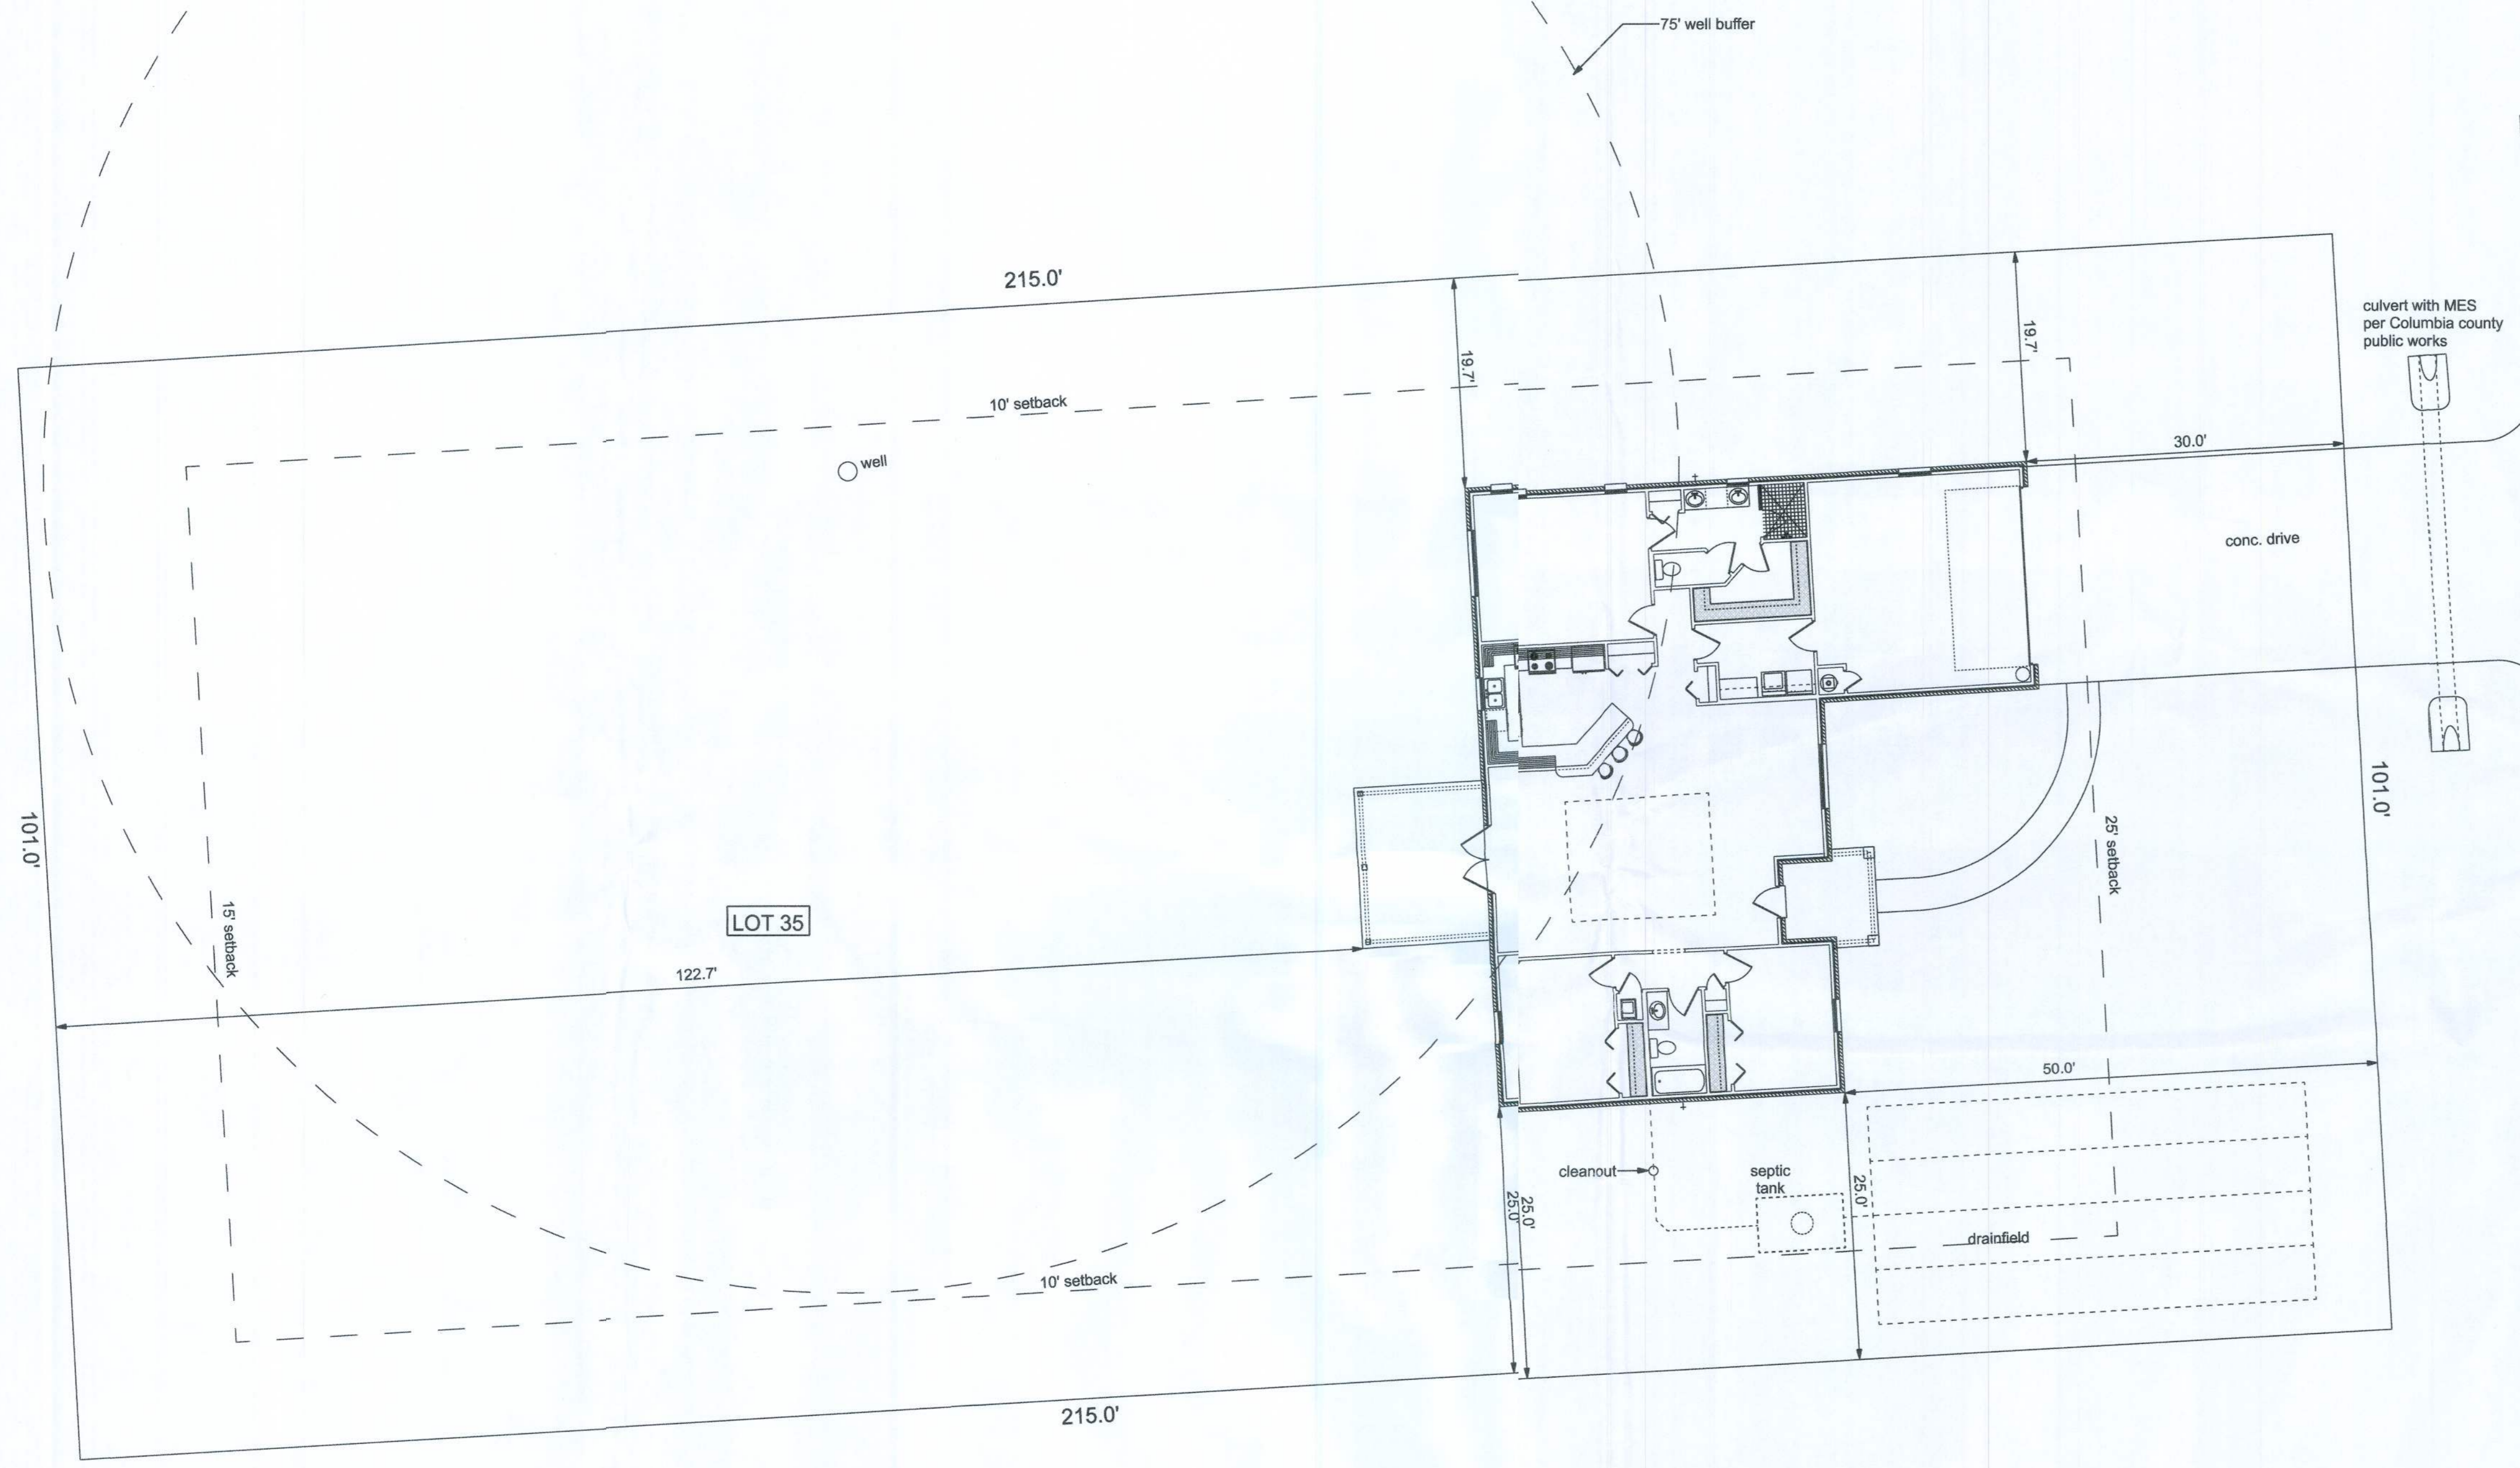 75' well buffer
215.0'
culvert with MES
per Columbia county
public works
19.7'
19.7'
10' setback
30.0'
well
conc. drive
101.0'
101.0'
25' setback
15' setback
LOT 35
122.7'
50.0'
cleanout
septic
tank
25.0'
25.0'
25.0'
drainfield
10' setback
215.0'